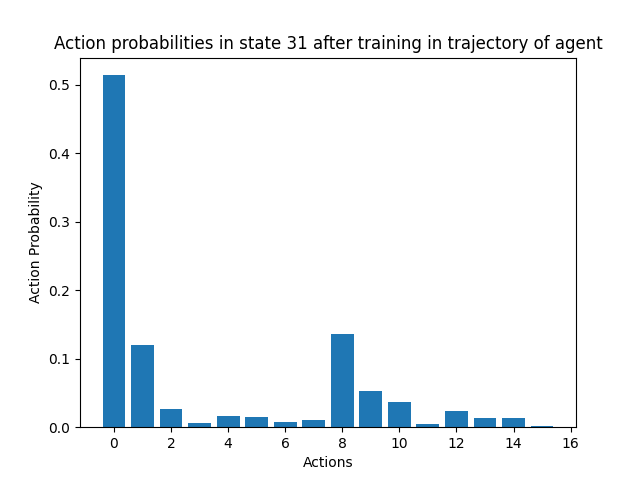 Action probabilities in state 31 after training in trajectory of agent
Action Probability
0.5
0.4
0.3
0.2
0.1
0.0
0 2 4 6 8 10 12 14 16
Actions